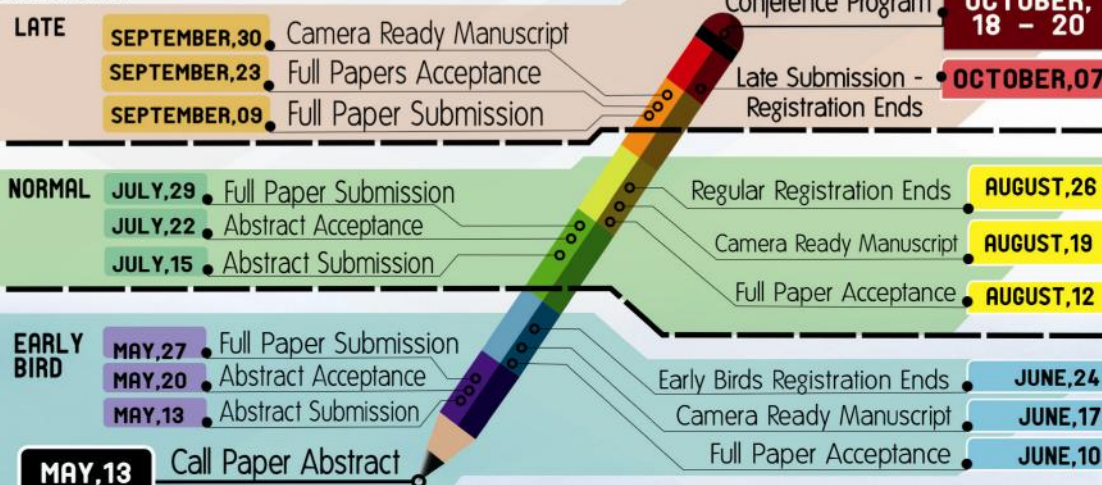 Conference Program
OCTOBER,
18 – 20
LATE
SEPTEMBER,30 Camera Ready Manuscript
SEPTEMBER,23 Full Papers Acceptance
SEPTEMBER,09 Full Paper Submission
Late Submission -
Registration Ends
OCTOBER,07
NORMAL
JULY,29 Full Paper Submission
JULY,22 Abstract Acceptance
JULY,15 Abstract Submission
Regular Registration Ends AUGUST,26
Camera Ready Manuscript AUGUST,19
Full Paper Acceptance AUGUST,12
EARLY
BIRD
MAY,27 Full Paper Submission
MAY,20 Abstract Acceptance
MAY,13 Abstract Submission
Early Birds Registration Ends JUNE,24
Camera Ready Manuscript JUNE,17
Full Paper Acceptance JUNE,10
MAY,13 Call Paper Abstract